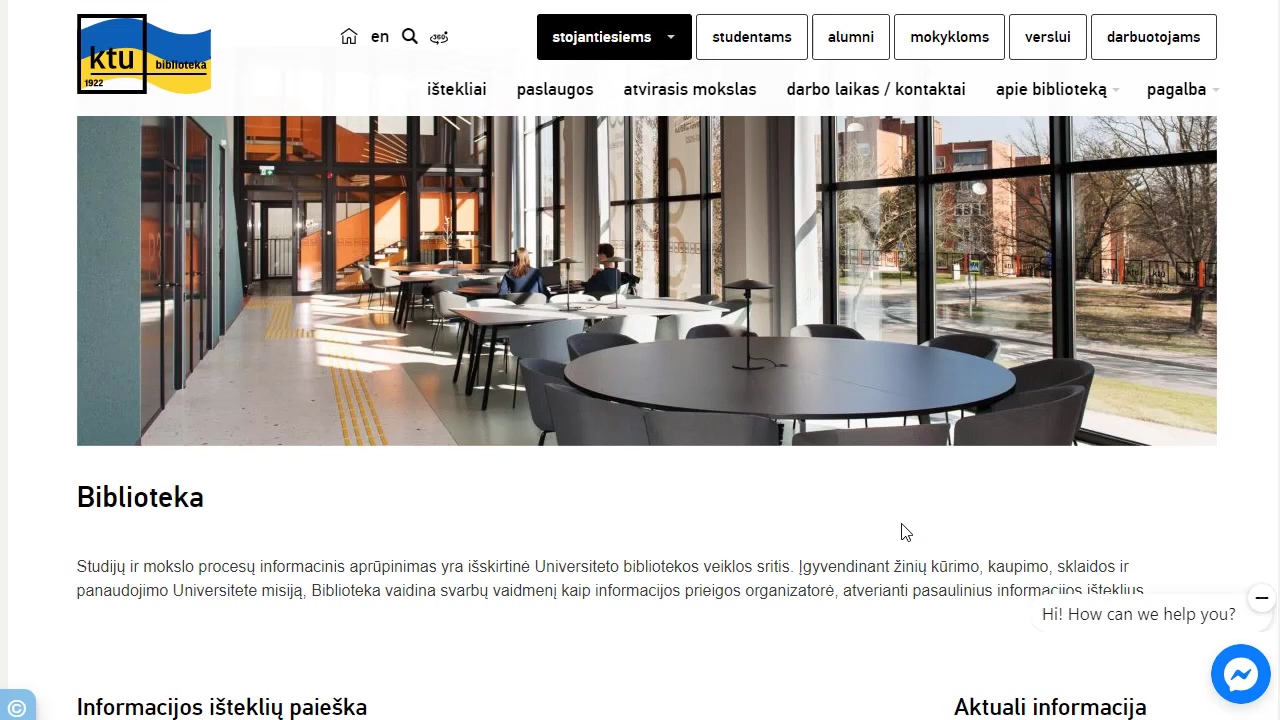 ktu
biblioteka
1922
en
360°
stojantiesiems
studentams
alumni
mokykloms
verslui
darbuotojams
ištekliai
paslaugos
atvirasis mokslas
darbo laikas / kontaktai
apie biblioteką
pagalba
Biblioteka
Studijų ir mokslo procesų informacinis aprūpinimas yra išskirtinė Universiteto bibliotekos veiklos sritis. Įgyvendinant žinių kūrimo, kaupimo, sklaidos ir
panaudojimo Universitete misiją, Biblioteka vaidina svarbų vaidmenį kaip informacijos prieigos organizatorė, atverianti pasaulinius informacijos išteklius
Hi! How can we help you?
Informacijos išteklių paieška
Aktuali informacija
©